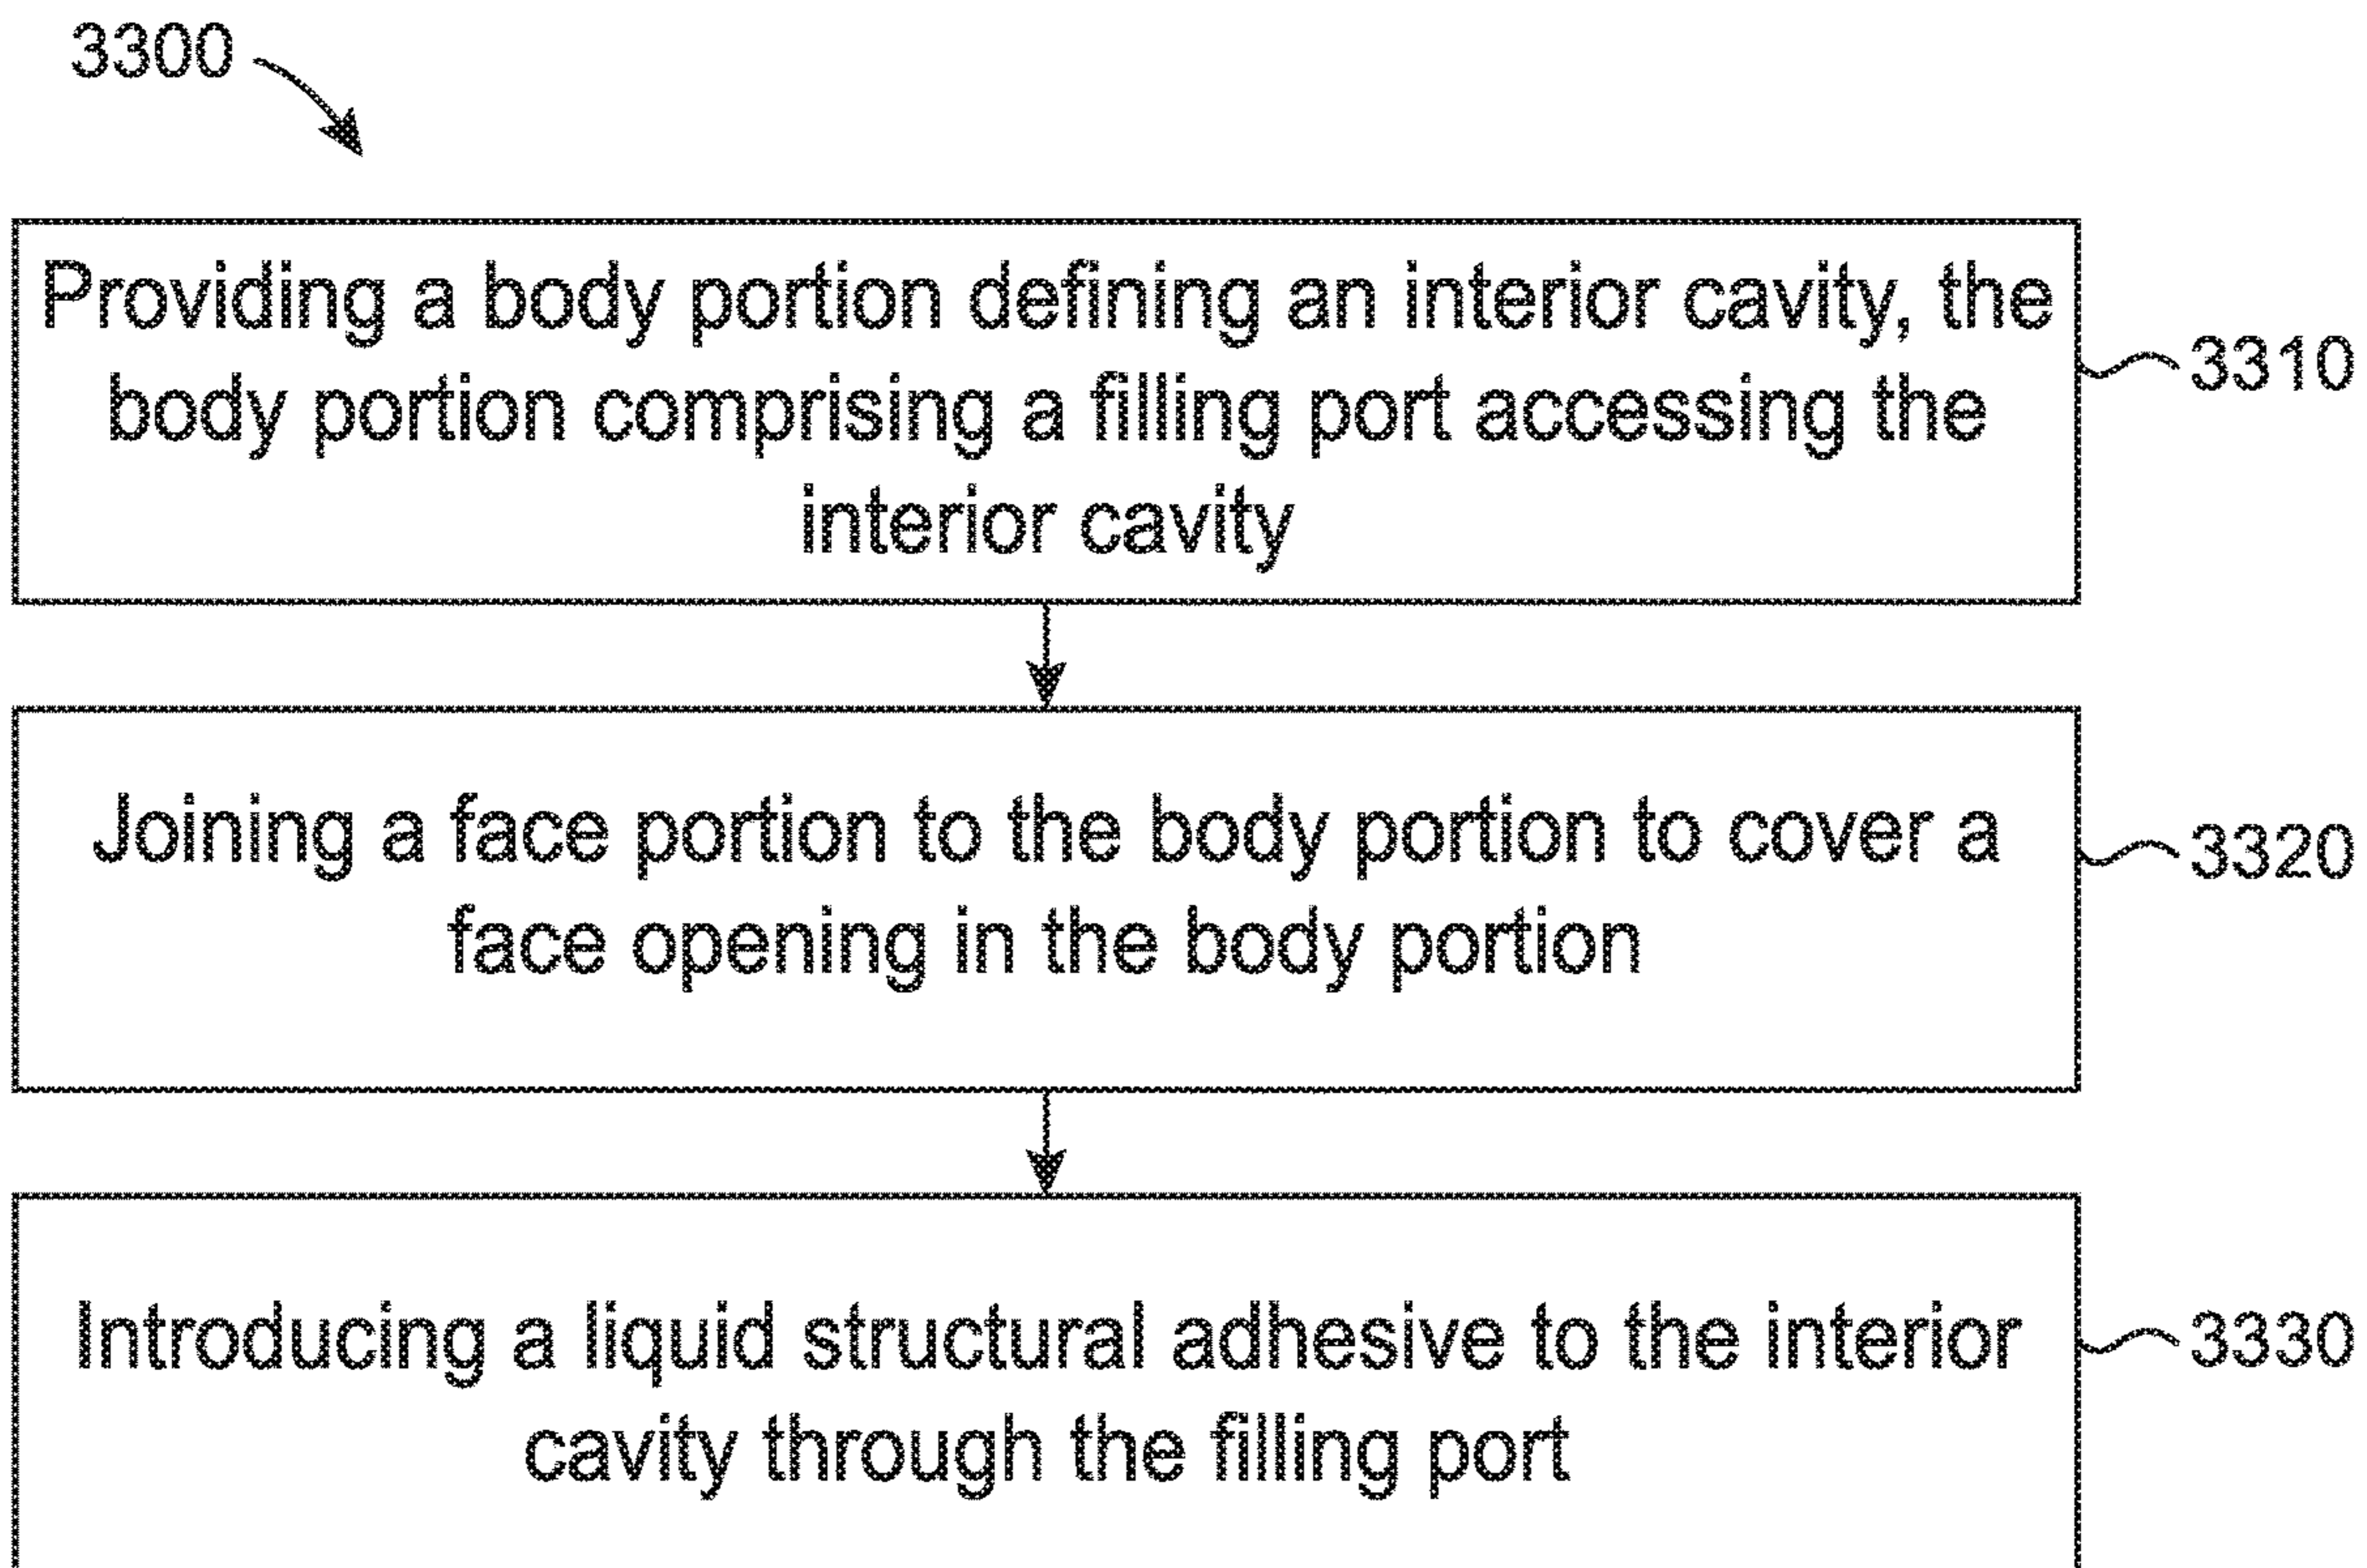 3300
Providing a body portion defining an interior cavity, the
body portion comprising a filling port accessing the
interior cavity
3310
Joining a face portion to the body portion to cover a
face opening in the body portion
3320
Introducing a liquid structural adhesive to the interior
cavity through the filling port
3330